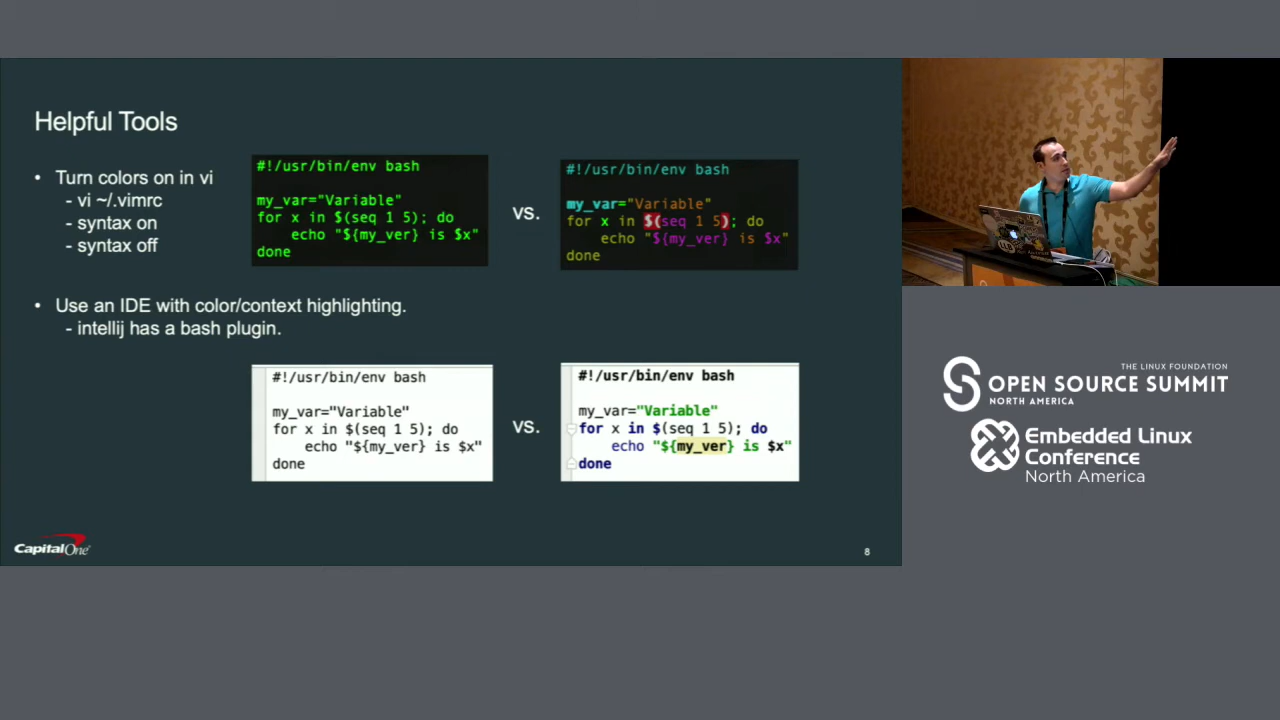 Helpful Tools
• Turn colors on in vi
- vi ~/.vimrc
- syntax on
- syntax off
#!/usr/bin/env bash
my_var="Variable"
for x in $(seq 1 5); do
echo "${my_ver} is $x"
done
vs.
#!/usr/bin/env bash
my_var="Variable"
for x in $(seq 1 5); do
echo "${my_ver} is $x"
done
• Use an IDE with color/context highlighting.
- intellij has a bash plugin.
#!/usr/bin/env bash
my_var="Variable"
for x in $(seq 1 5); do
echo "${my_ver} is $x"
done
vs.
#!/usr/bin/env bash
my_var="Variable"
for x in $(seq 1 5); do
echo "${my_ver} is $x"
done
CapitalOne
8
THE LINUX FOUNDATION
OPEN SOURCE SUMMIT
NORTH AMERICA
Embedded Linux
Conference
North America